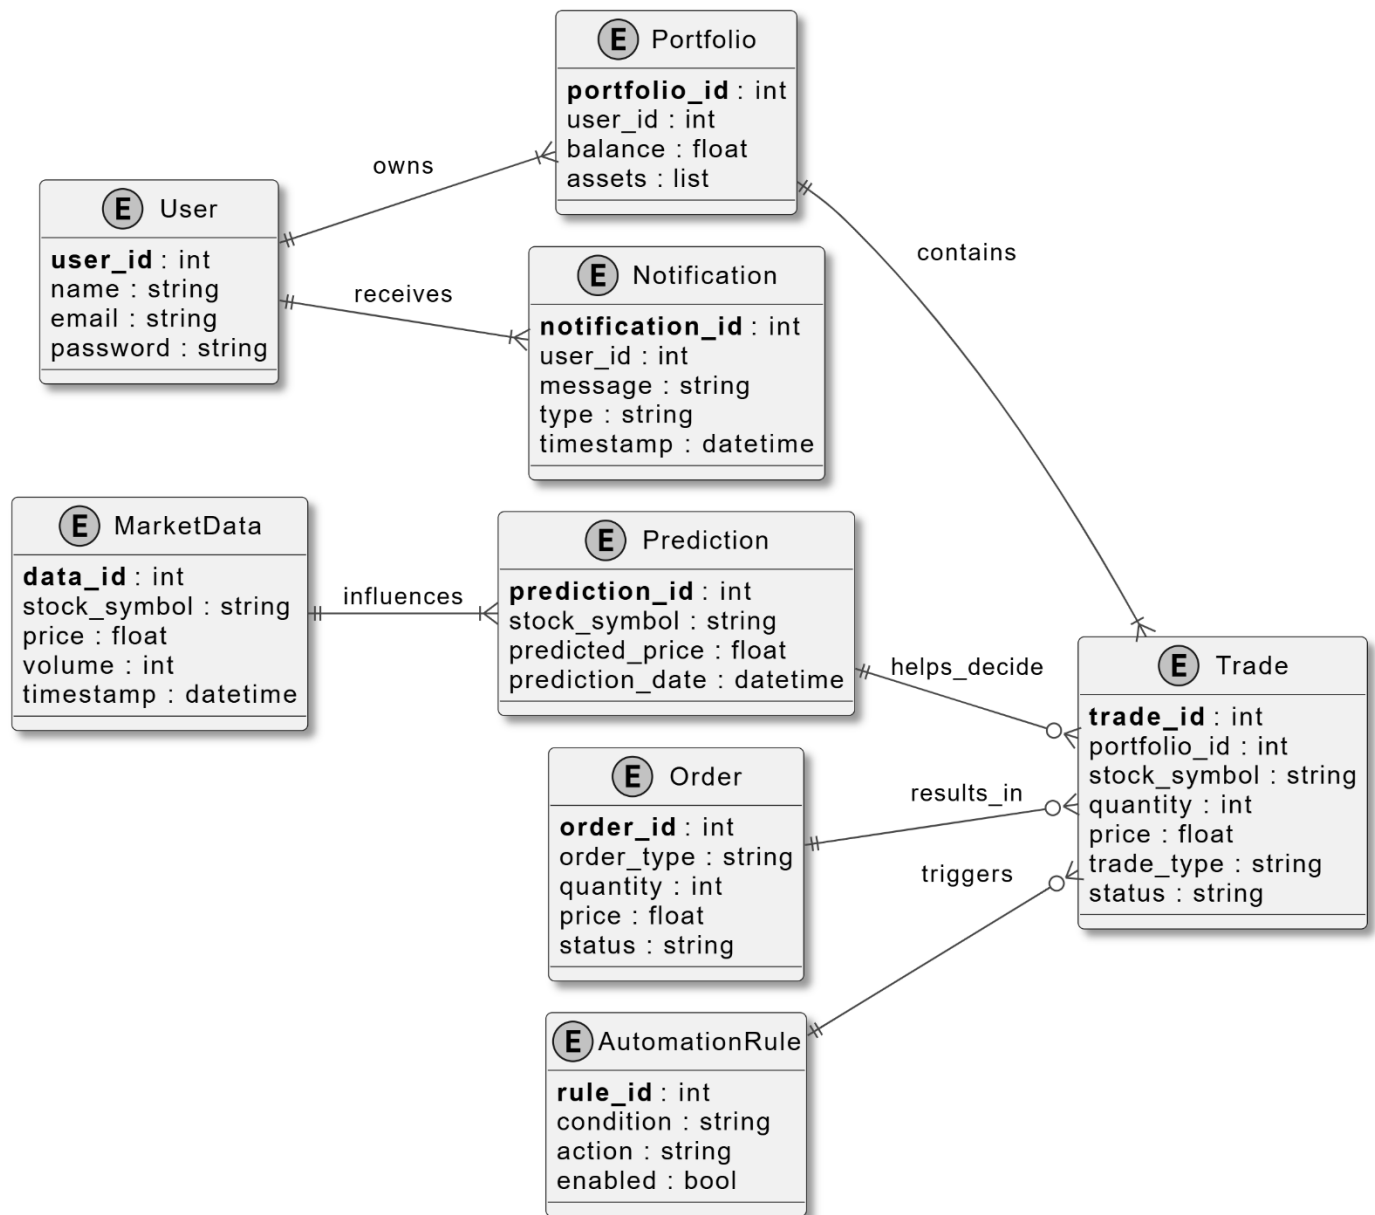 E Portfolio
portfolio_id : int
user_id : int
balance : float
assets : list
owns
E User
user_id : int
name : string
email : string
password : string
contains
E Notification
notification_id : int
user_id : int
message : string
type : string
timestamp : datetime
receives
E MarketData
data_id : int
stock_symbol : string
price : float
volume : int
timestamp : datetime
influences
E Prediction
prediction_id : int
stock_symbol : string
predicted_price : float
prediction_date : datetime
helps_decide
E Trade
trade_id : int
portfolio_id : int
stock_symbol : string
quantity : int
price : float
trade_type : string
status : string
E Order
order_id : int
order_type : string
quantity : int
price : float
status : string
results_in
triggers
E AutomationRule
rule_id : int
condition : string
action : string
enabled : bool